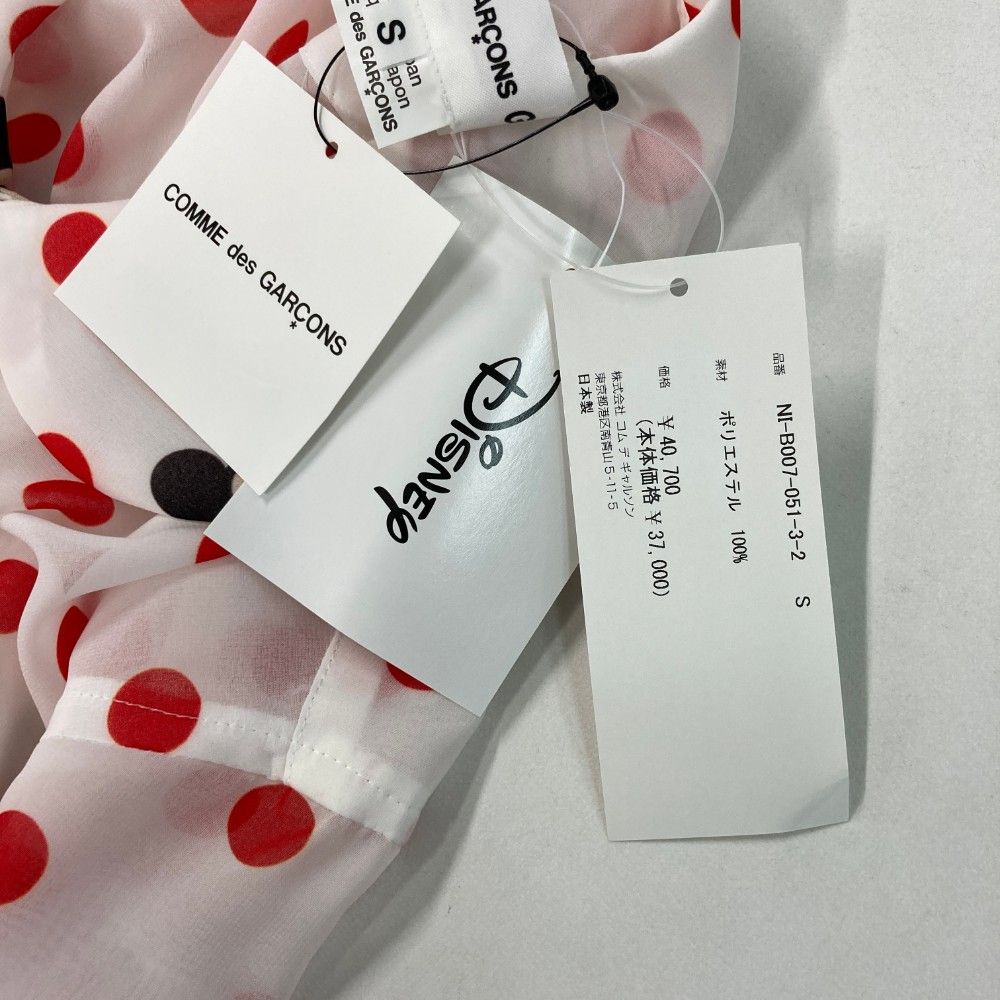 S
des GARÇONS
GARÇONS
COMME des GARÇONS
DISNEY
品番 NI-B007-051-3-2 S
素材 ポリエステル 100%
価格 ¥40,700
(本体価格¥37,000)
株式会社 コム デ ギャルソン
東京都港区南青山 5-11-5
日本製